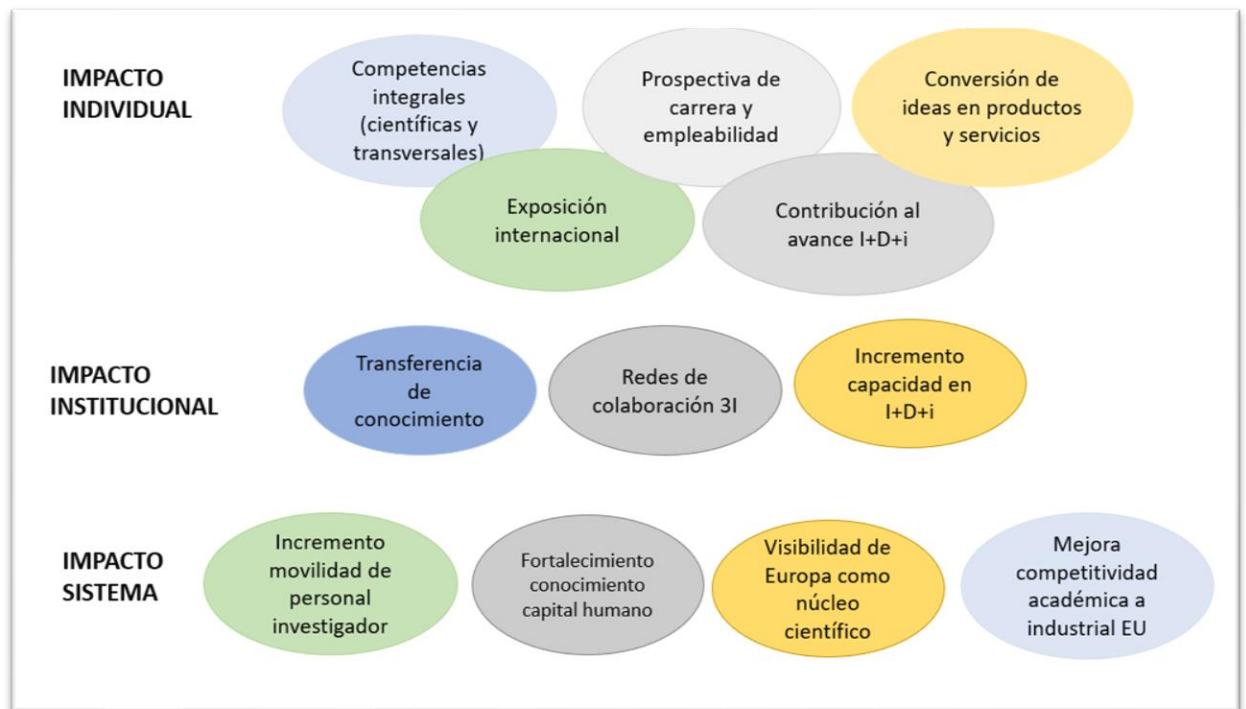 IMPACTO
INDIVIDUAL
Competencias
integrales
(científicas y
transversales)
Prospectiva de
carrera y
empleabilidad
Conversión de
ideas en productos
y servicios
Exposición
internacional
Contribución al
avance I+D+i
IMPACTO
INSTITUCIONAL
Transferencia
de
conocimiento
Redes de
colaboración 3I
Incremento
capacidad en
I+D+i
IMPACTO
SISTEMA
Incremento
movilidad de
personal
investigador
Fortalecimiento
conocimiento
capital humano
Visibilidad de
Europa como
núcleo
científico
Mejora
competitividad
académica a
industrial EU